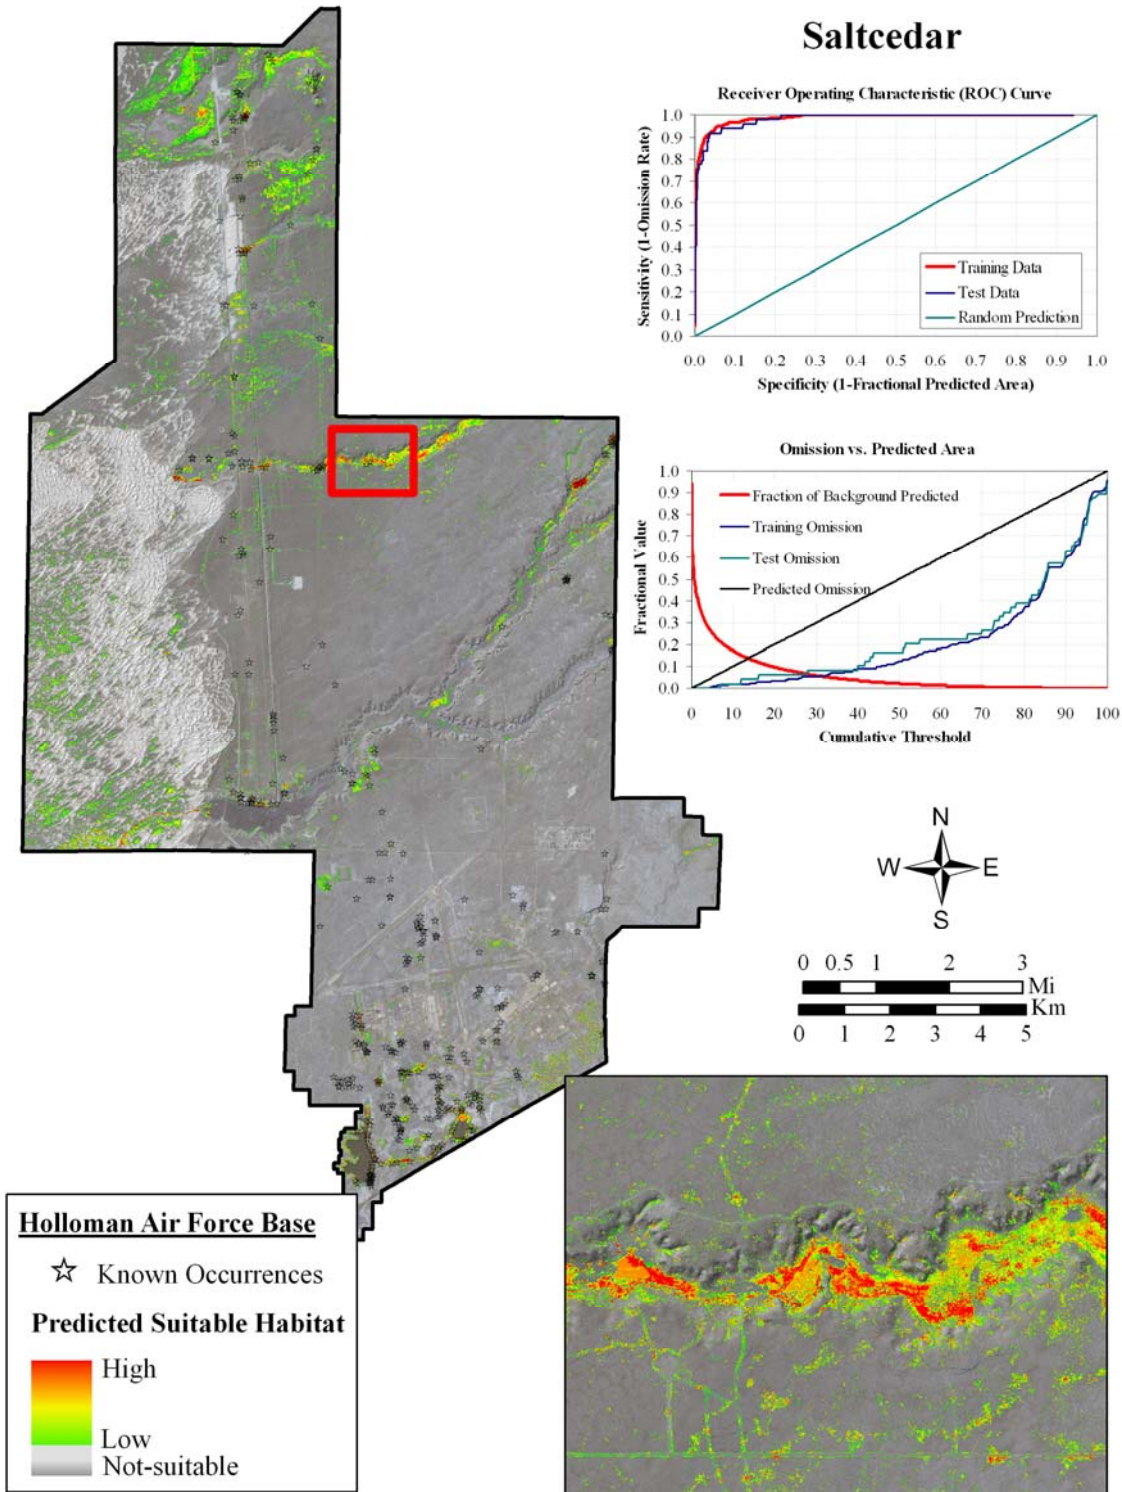 Saltcedar
Receiver Operating Characteristic (ROC) Curve
Sensitivity (1-Omission Rate)
1.0
0.9
0.8
0.7
0.6
0.5
0.4
0.3
0.2
0.1
0.0
Training Data
Test Data
Random Prediction
0.0 0.1 0.2 0.3 0.4 0.5 0.6 0.7 0.8 0.9 1.0
Specificity (1-Fractional Predicted Area)
Omission vs. Predicted Area
Fractional Value
1.0
0.9
0.8
0.7
0.6
0.5
0.4
0.3
0.2
0.1
0.0
Fraction of Background Predicted
Training Omission
Test Omission
Predicted Omission
0 10 20 30 40 50 60 70 80 90 100
Cumulative Threshold
N
W E
S
0 0.5 1 2 3
Mi
Km
0 1 2 3 4 5
Holloman Air Force Base
Known Occurrences
Predicted Suitable Habitat
High
Low
Not-suitable